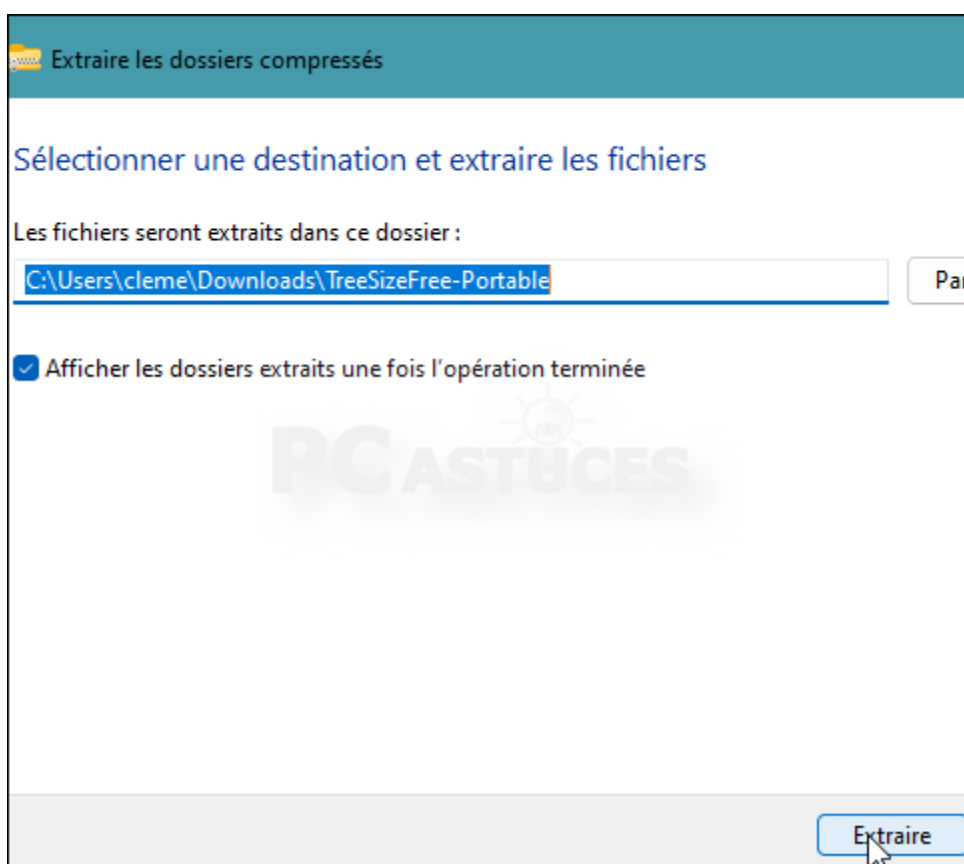 Extraire les dossiers compressés
Sélectionner une destination et extraire les fichiers
Les fichiers seront extraits dans ce dossier :
C:\Users\cleme\Downloads\TreeSizeFree-Portable
Afficher les dossiers extraits une fois l’opération terminée
PC ASTUCES
Extraire